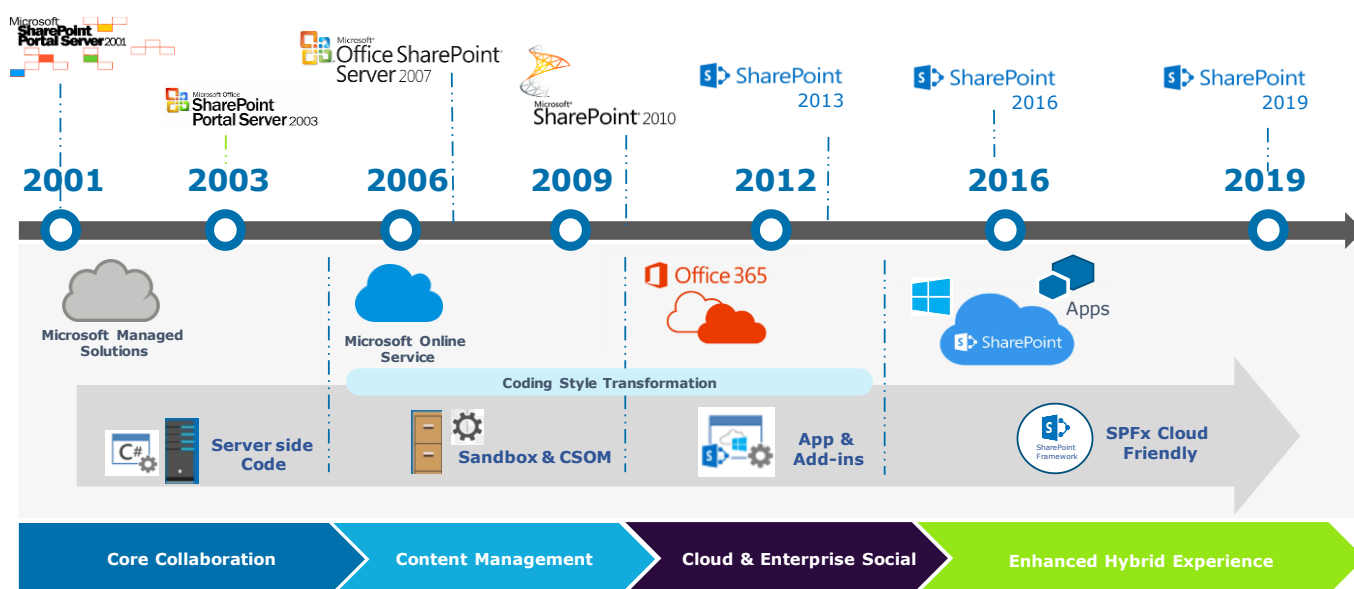 Microsoft
SharePoint
Portal Server 2001
Microsoft Office
SharePoint
Portal Server 2003
Microsoft®
Office SharePoint®
Server 2007
Microsoft®
SharePoint® 2010
S SharePoint
2013
S SharePoint
2016
S SharePoint
2019
2001
2003
2006
2009
2012
2016
2019
Microsoft Managed
Solutions
Microsoft Online
Service
Office 365
Apps
S SharePoint
Coding Style Transformation
C#
Server side
Code
Sandbox & CSOM
S
App &
Add-ins
S
SharePoint
Framework
SPFx Cloud
Friendly
Core Collaboration
Content Management
Cloud & Enterprise Social
Enhanced Hybrid Experience